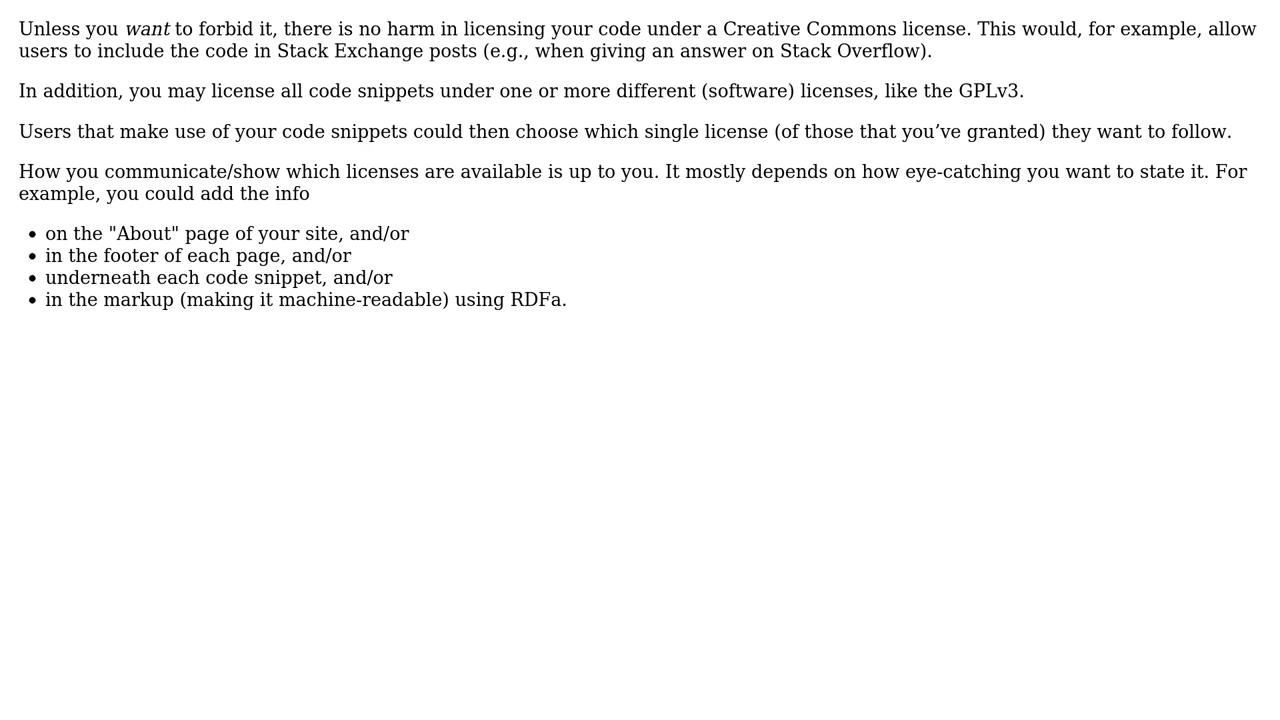 Unless you want to forbid it, there is no harm in licensing your code under a Creative Commons license. This would, for example, allow
users to include the code in Stack Exchange posts (e.g., when giving an answer on Stack Overflow).
In addition, you may license all code snippets under one or more different (software) licenses, like the GPLv3.
Users that make use of your code snippets could then choose which single license (of those that you’ve granted) they want to follow.
How you communicate/show which licenses are available is up to you. It mostly depends on how eye-catching you want to state it. For
example, you could add the info
• on the "About" page of your site, and/or
• in the footer of each page, and/or
• underneath each code snippet, and/or
• in the markup (making it machine-readable) using RDFa.